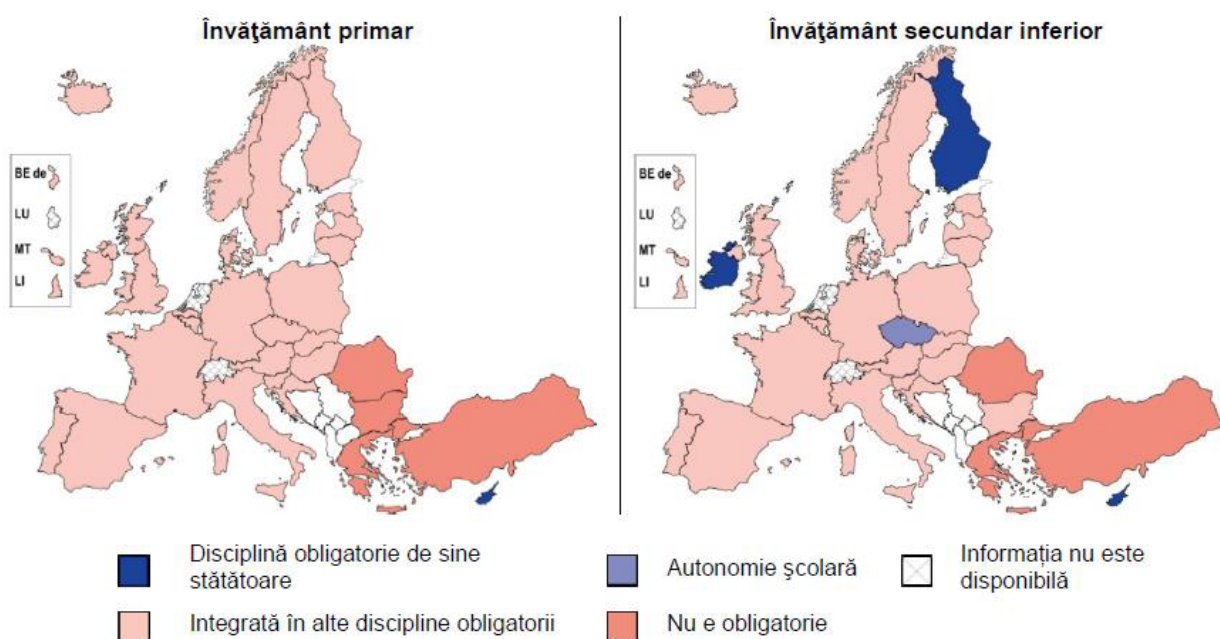 Învăţământ primar
Învăţământ secundar inferior
BE de
LU
MT
LI
BE de
LU
MT
LI
Disciplină obligatorie de sine
stătătoare
Autonomie şcolară
Informația nu este
disponibilă
Integrată în alte discipline obligatorii
Nu e obligatorie